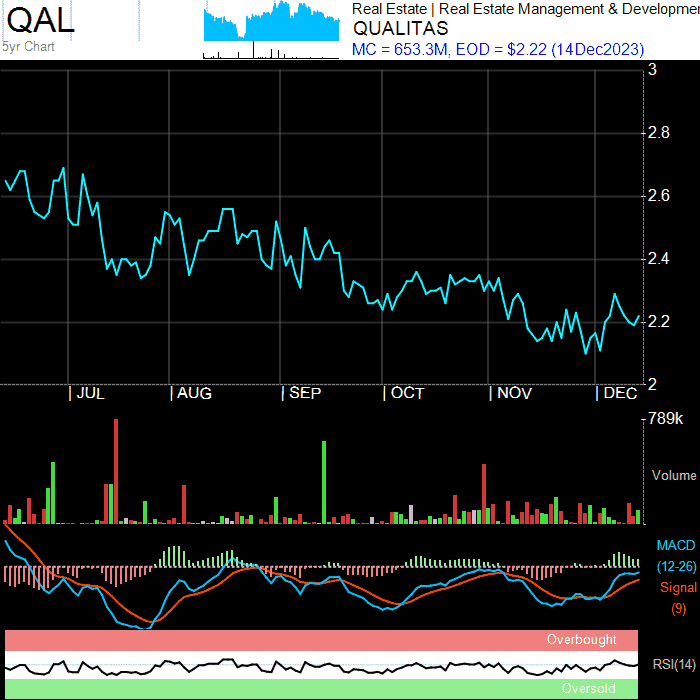 QAL
5yr Chart
Real Estate | Real Estate Management & Developmen
QUALITAS
MC = 653.3M, EOD = $2.22 (14Dec2023)
3
2.8
2.6
2.4
2.2
2
JUL AUG SEP OCT NOV DEC
789k
Volume
MACD
(12-26)
Signal
(9)
Overbought
RSI(14)
Oversold